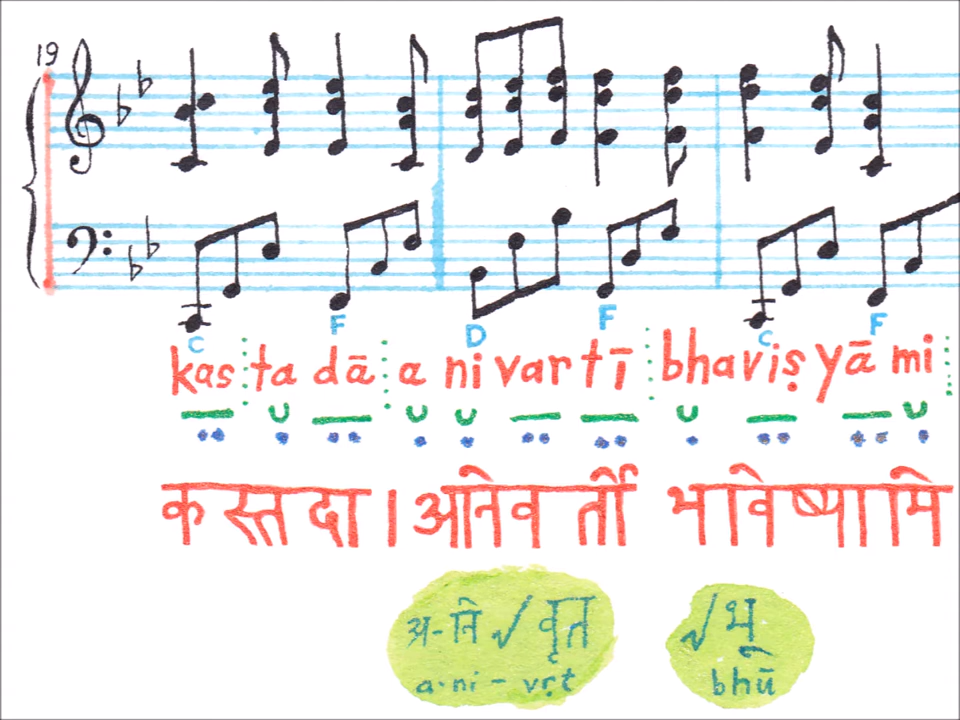 19
C F D F C F
kas ta dā a ni var tī bhaviṣ yā mi
कस्तदा। अनिवर्ती भविष्यामि
अ-नि √ वृत √ भू
a·ni-vṛt bhū